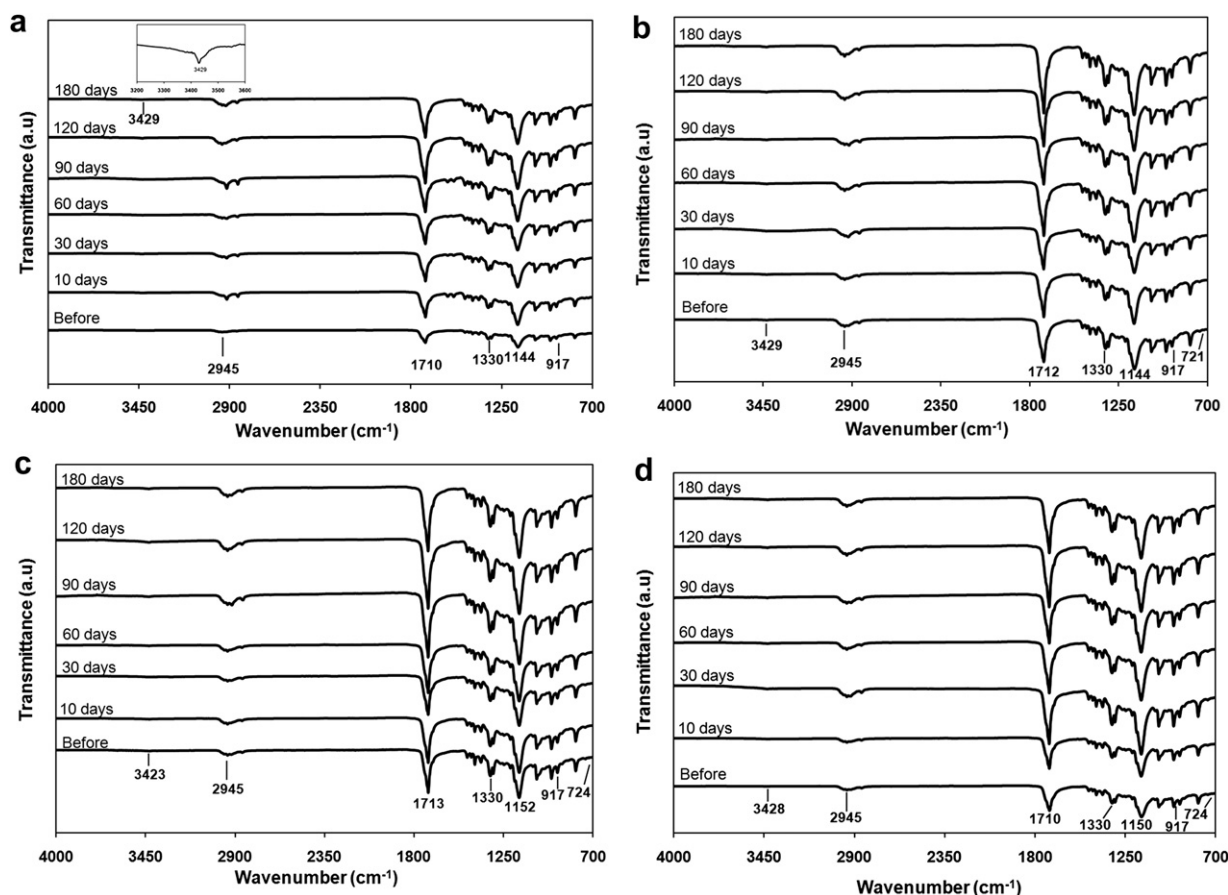 a
3429
3200 3300 3400 3500 3600
180 days
3429
120 days
90 days
60 days
30 days
10 days
Before
2945
1710
1330
1144
917
4000 3450 2900 2350 1800 1250 700
Wavenumber (cm⁻¹)
Transmittance (a.u)
b
180 days
120 days
90 days
60 days
30 days
10 days
Before
3429
2945
1712
1330
1144
917
721
4000 3450 2900 2350 1800 1250 700
Wavenumber (cm⁻¹)
Transmittance (a.u)
c
180 days
120 days
90 days
60 days
30 days
10 days
Before
3423
2945
1713
1330
1152
917
724
4000 3450 2900 2350 1800 1250 700
Wavenumber (cm⁻¹)
Transmittance (a.u)
d
180 days
120 days
90 days
60 days
30 days
10 days
Before
3428
2945
1710
1330
1150
917
724
4000 3450 2900 2350 1800 1250 700
Wavenumber (cm⁻¹)
Transmittance (a.u)